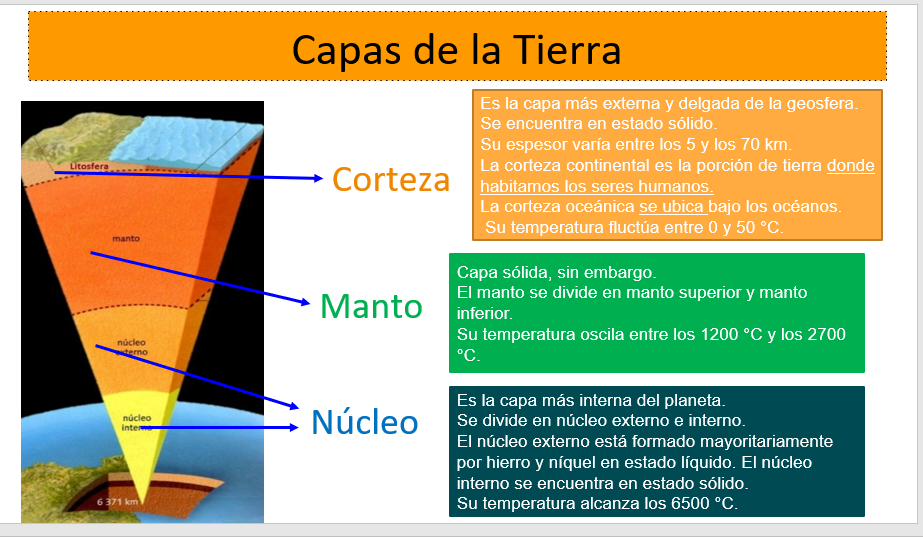 Capas de la Tierra
Es la capa más externa y delgada de la geosfera.
Se encuentra en estado sólido.
Su espesor varía entre los 5 y los 70 km.
La corteza continental es la porción de tierra donde
habitamos los seres humanos.
La corteza oceánica se ubica bajo los océanos.
Su temperatura fluctúa entre 0 y 50 °C.
Litosfera
Corteza
manto
Manto
Capa sólida, sin embargo.
El manto se divide en manto superior y manto
inferior.
Su temperatura oscila entre los 1200 °C y los 2700
°C.
núcleo
externo
núcleo
interno
Núcleo
Es la capa más interna del planeta.
Se divide en núcleo externo e interno.
El núcleo externo está formado mayoritariamente
por hierro y níquel en estado líquido. El núcleo
interno se encuentra en estado sólido.
Su temperatura alcanza los 6500 °C.
6 371 km